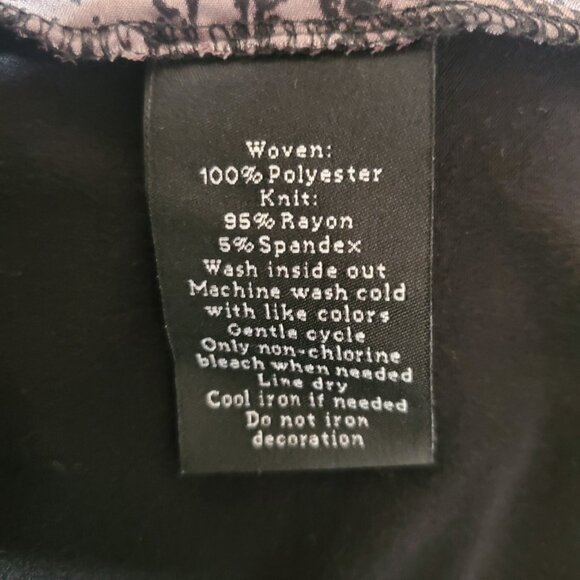 Woven:
100% Polyester
Knit:
95% Rayon
5% Spandex
Wash inside out
Machine wash cold
with like colors
Gentle cycle
Only non-chlorine
bleach when needed
Line dry
Cool iron if needed
Do not iron
decoration